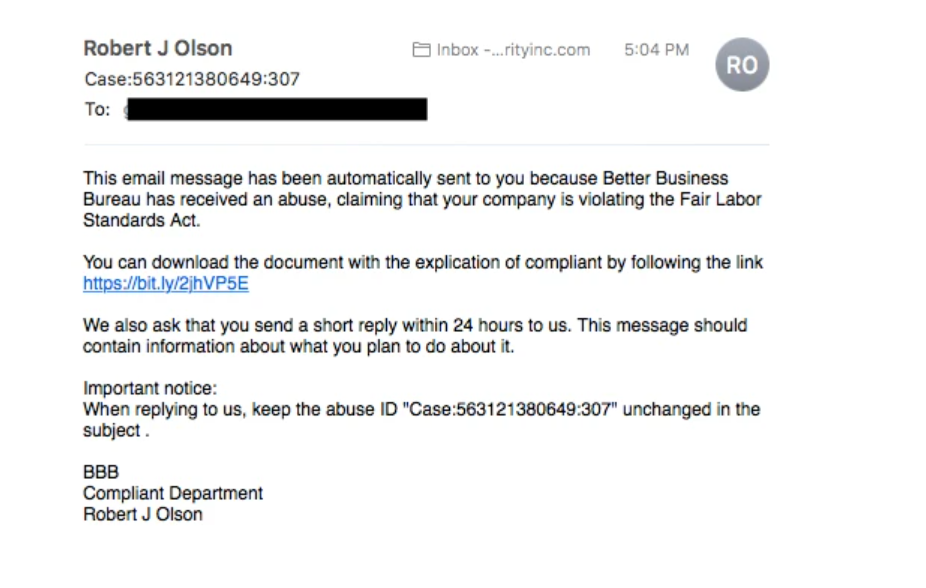 Robert J Olson
Inbox -...rityinc.com
5:04 PM
RO
Case:563121380649:307
To:
This email message has been automatically sent to you because Better Business
Bureau has received an abuse, claiming that your company is violating the Fair Labor
Standards Act.
You can download the document with the explication of compliant by following the link
https://bit.ly/2jhVP5E
We also ask that you send a short reply within 24 hours to us. This message should
contain information about what you plan to do about it.
Important notice:
When replying to us, keep the abuse ID "Case:563121380649:307" unchanged in the
subject .
BBB
Compliant Department
Robert J Olson